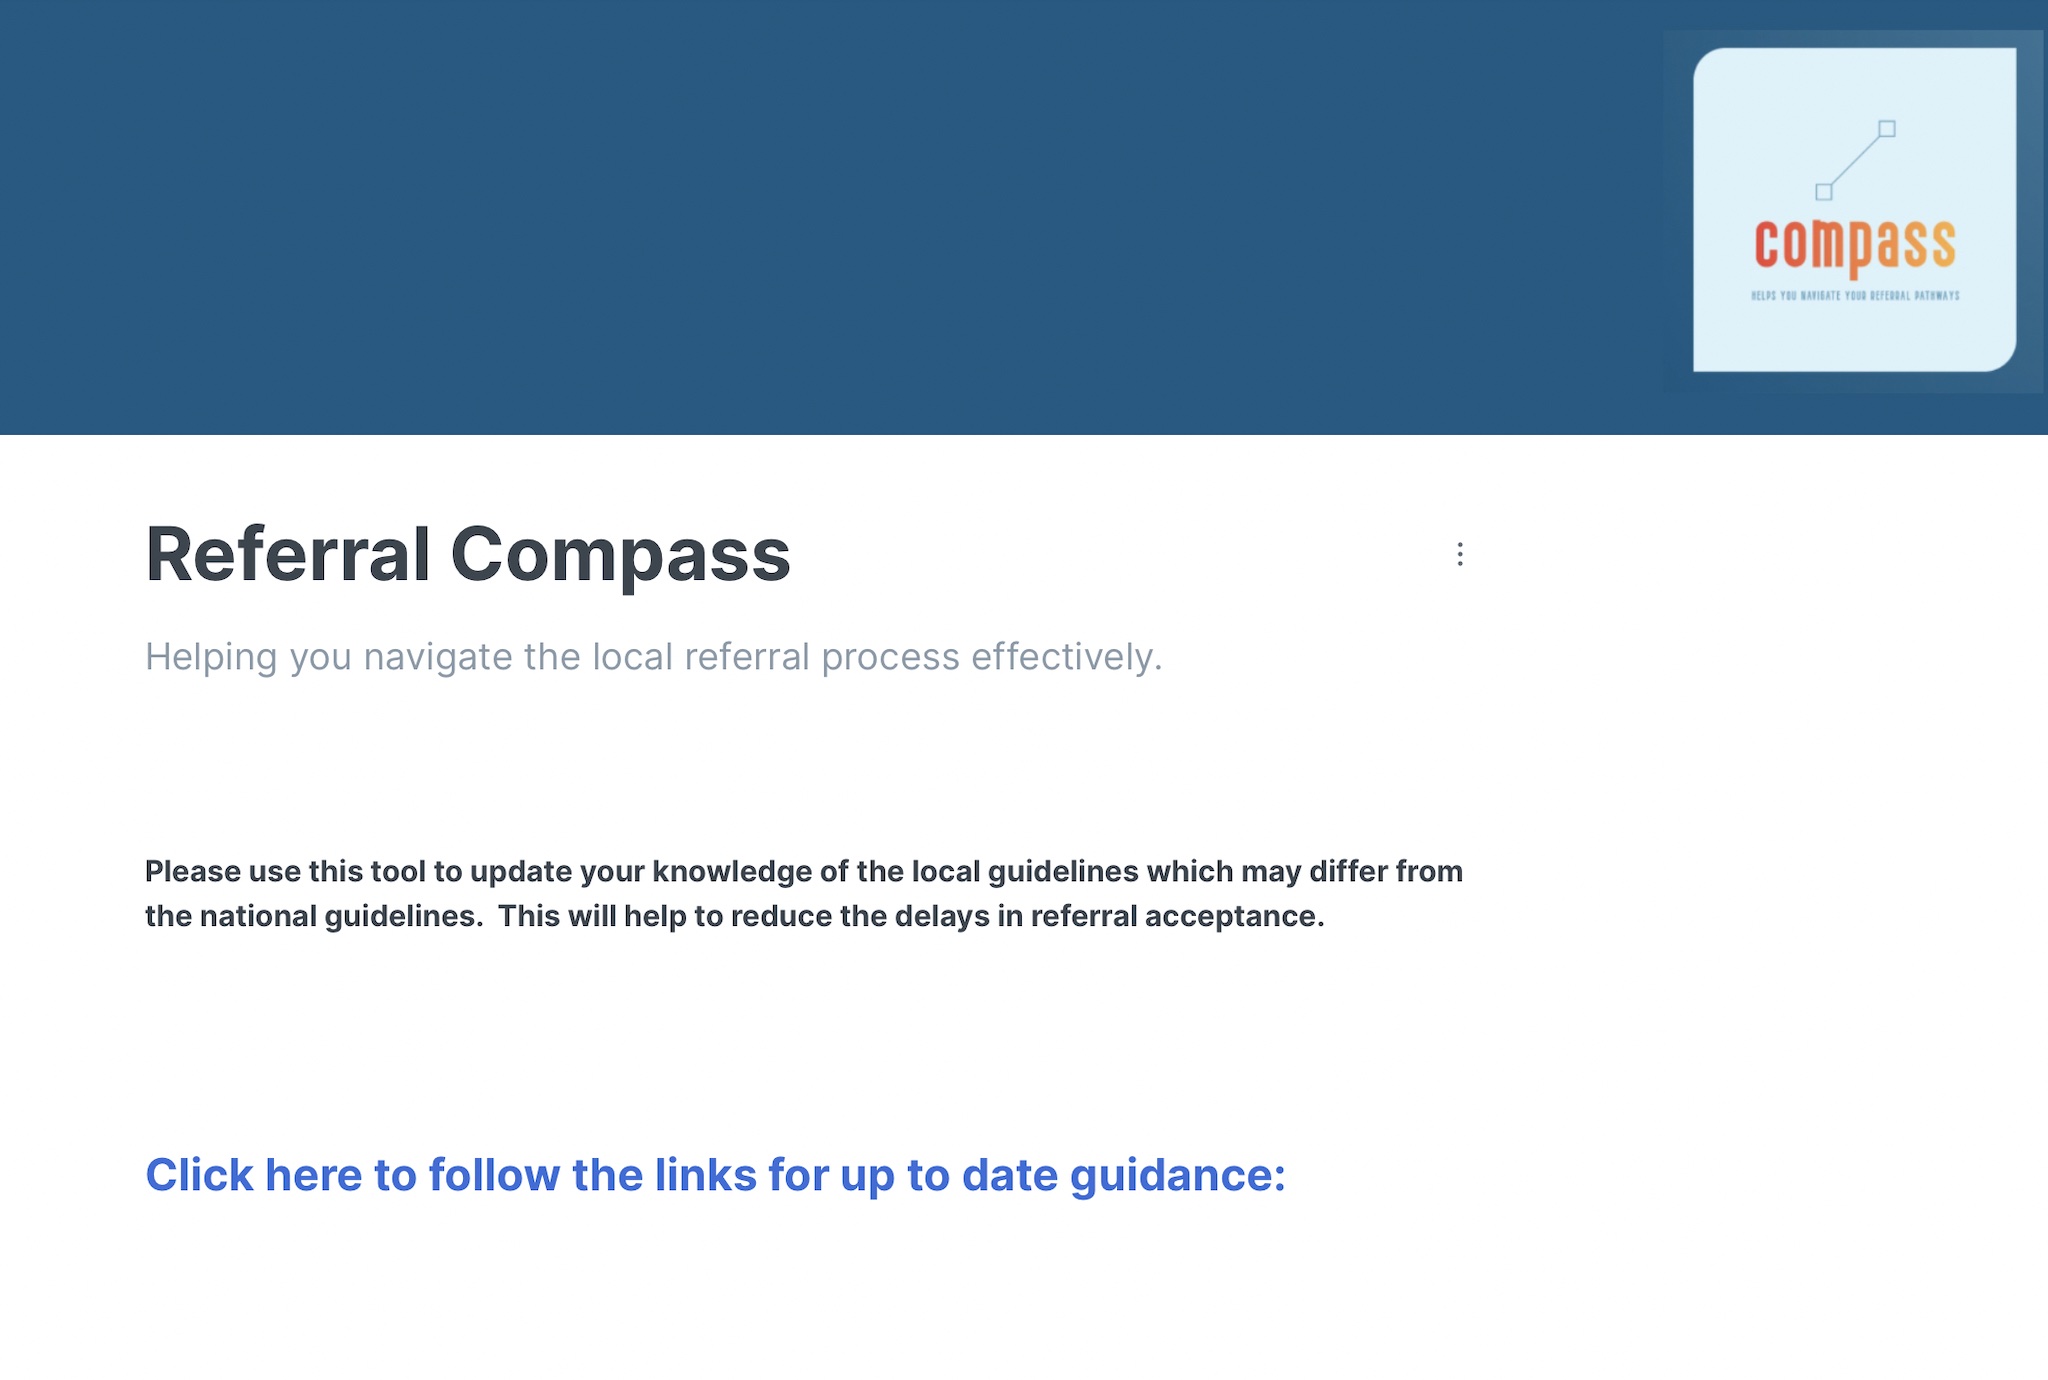 compass
HELPS YOU NAVIGATE YOUR REFERRAL PATHWAYS
Referral Compass
Helping you navigate the local referral process effectively.
Please use this tool to update your knowledge of the local guidelines which may differ from
the national guidelines.  This will help to reduce the delays in referral acceptance.
Click here to follow the links for up to date guidance: